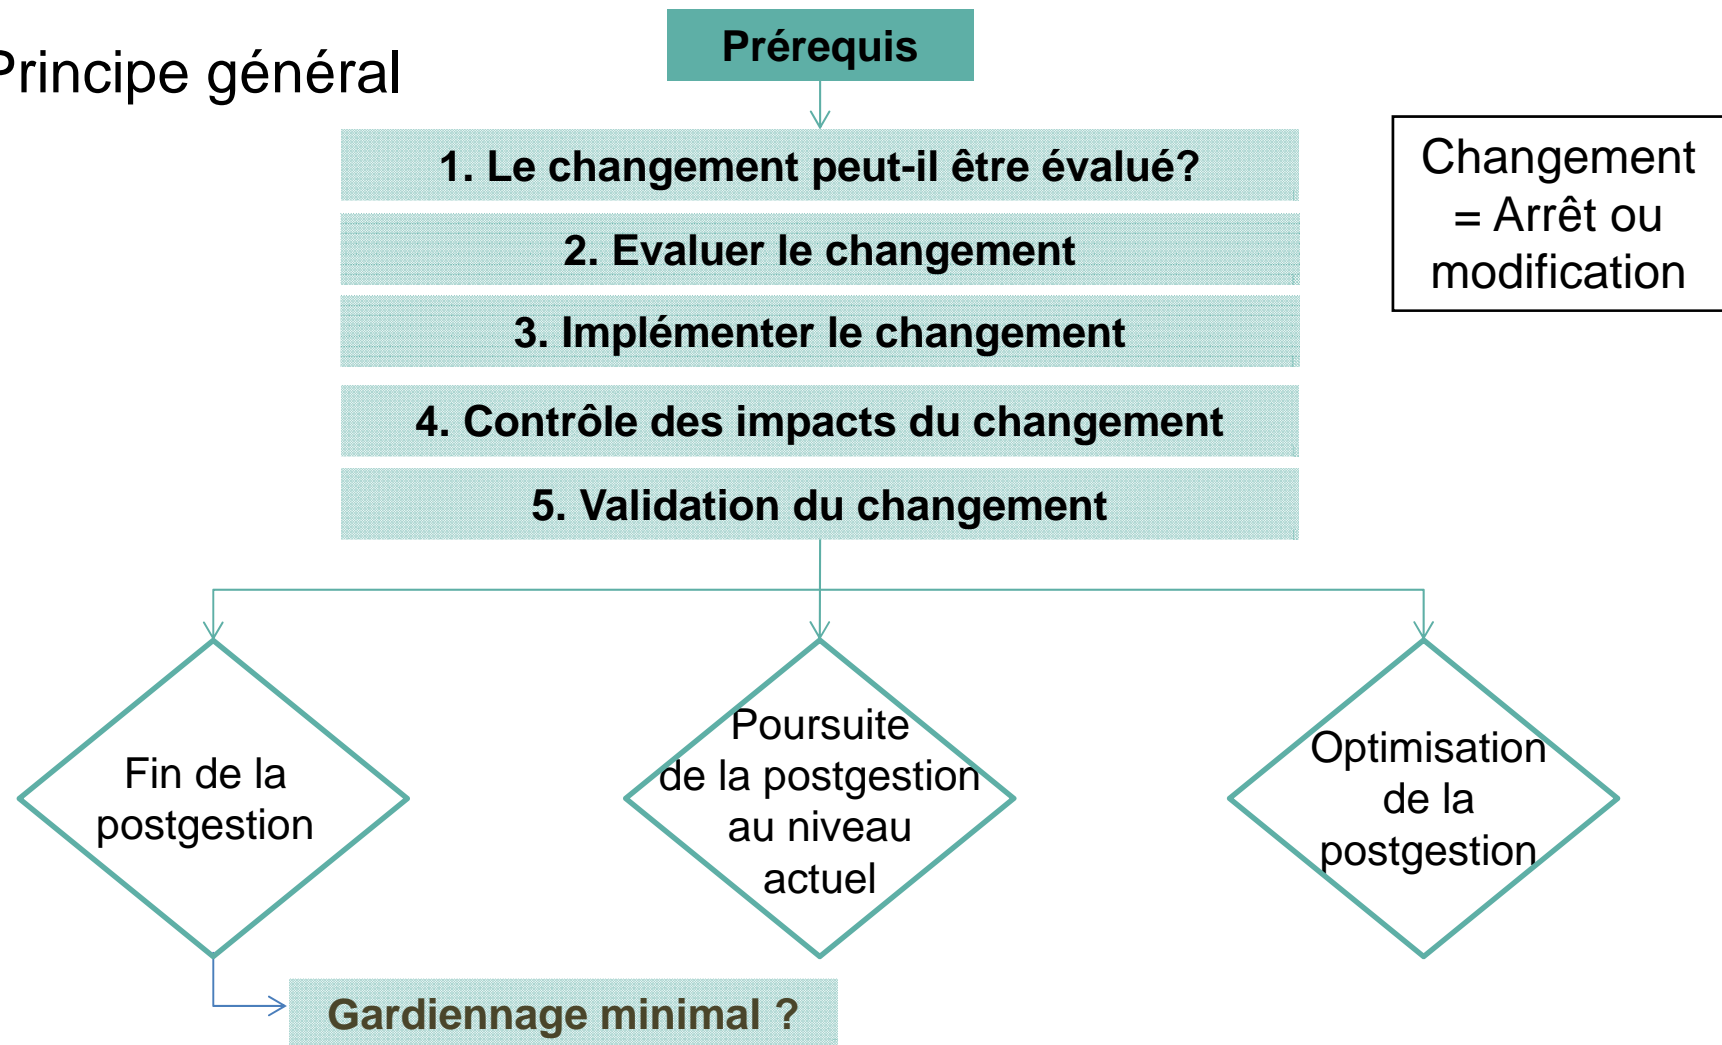 Principe général
Prérequis
Changement
= Arrêt ou
modification
1. Le changement peut-il être évalué?
2. Evaluer le changement
3. Implémenter le changement
4. Contrôle des impacts du changement
5. Validation du changement
Fin de la
postgestion
Poursuite
de la postgestion
au niveau
actuel
Optimisation
de la
postgestion
Gardiennage minimal ?